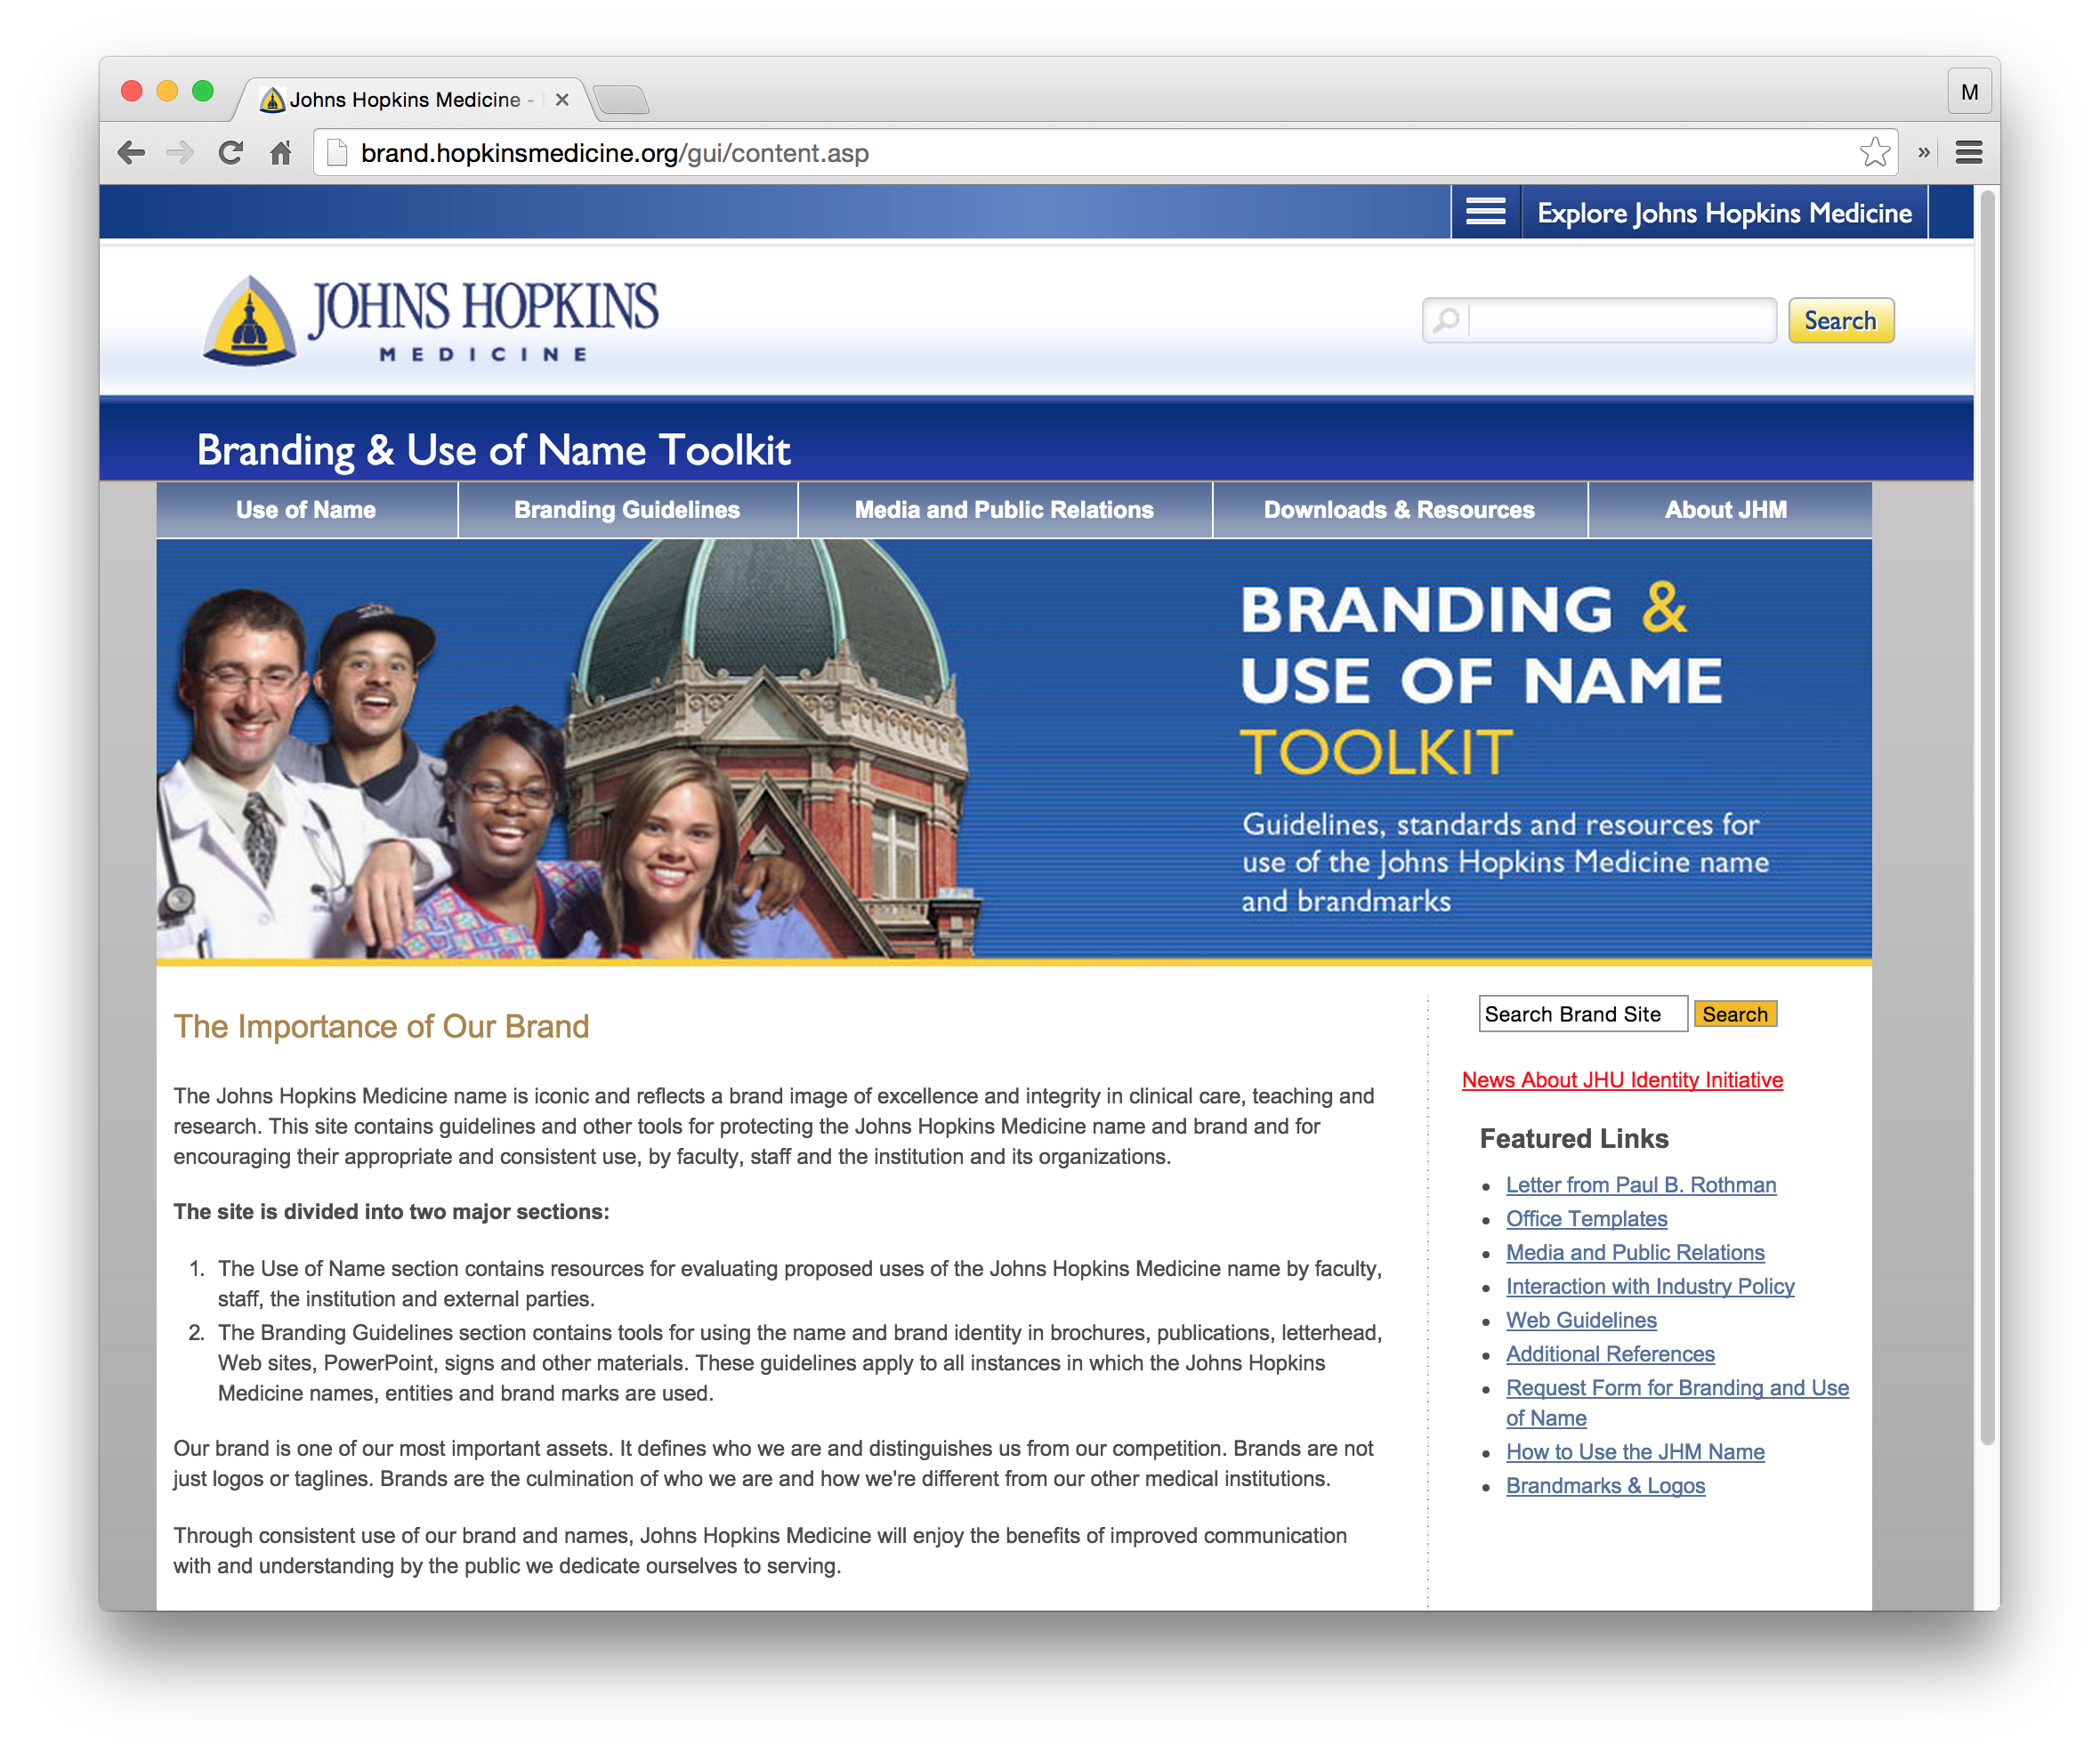 Johns Hopkins Medicine -
M
brand.hopkinsmedicine.org/gui/content.asp
Explore Johns Hopkins Medicine
JOHNS HOPKINS
MEDICINE
Search
Branding & Use of Name Toolkit
Use of Name
Branding Guidelines
Media and Public Relations
Downloads & Resources
About JHM
BRANDING &
USE OF NAME
TOOLKIT
Guidelines, standards and resources for
use of the Johns Hopkins Medicine name
and brandmarks
The Importance of Our Brand
The Johns Hopkins Medicine name is iconic and reflects a brand image of excellence and integrity in clinical care, teaching and
research. This site contains guidelines and other tools for protecting the Johns Hopkins Medicine name and brand and for
encouraging their appropriate and consistent use, by faculty, staff and the institution and its organizations.
The site is divided into two major sections:
1. The Use of Name section contains resources for evaluating proposed uses of the Johns Hopkins Medicine name by faculty,
staff, the institution and external parties.
2. The Branding Guidelines section contains tools for using the name and brand identity in brochures, publications, letterhead,
Web sites, PowerPoint, signs and other materials. These guidelines apply to all instances in which the Johns Hopkins
Medicine names, entities and brand marks are used.
Our brand is one of our most important assets. It defines who we are and distinguishes us from our competition. Brands are not
just logos or taglines. Brands are the culmination of who we are and how we're different from our other medical institutions.
Through consistent use of our brand and names, Johns Hopkins Medicine will enjoy the benefits of improved communication
with and understanding by the public we dedicate ourselves to serving.
Search Brand Site
Search
News About JHU Identity Initiative
Featured Links
• Letter from Paul B. Rothman
• Office Templates
• Media and Public Relations
• Interaction with Industry Policy
• Web Guidelines
• Additional References
• Request Form for Branding and Use
of Name
• How to Use the JHM Name
• Brandmarks & Logos